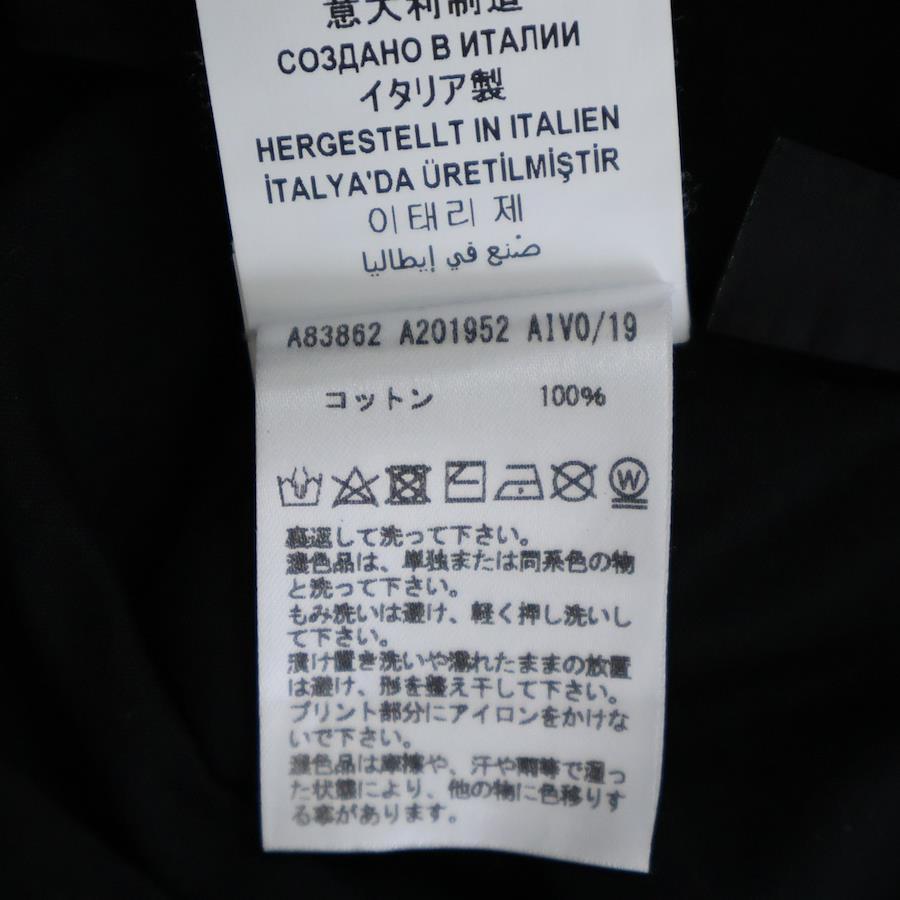 意大利制造
СОЗДАНО В ИТАЛИИ
イタリア製
HERGESTELLT IN ITALIEN
İTALYA'DA ÜRETİLMİŞTİR
이태리 제
صنع في إيطاليا
A83862 A201952 AIVO/19
コットン 100%
W
裏返して洗って下さい。
濃色品は、単独または同系色の物
と洗って下さい。
もみ洗いは避け、軽く押し洗いし
て下さい。
漬け置き洗いや濡れたままの放置
は避け、形を整え干して下さい。
プリント部分にアイロンをかけな
いで下さい。
濃色品は摩擦や、汗や雨等で湿っ
た状態により、他の物に色移りす
る事があります。